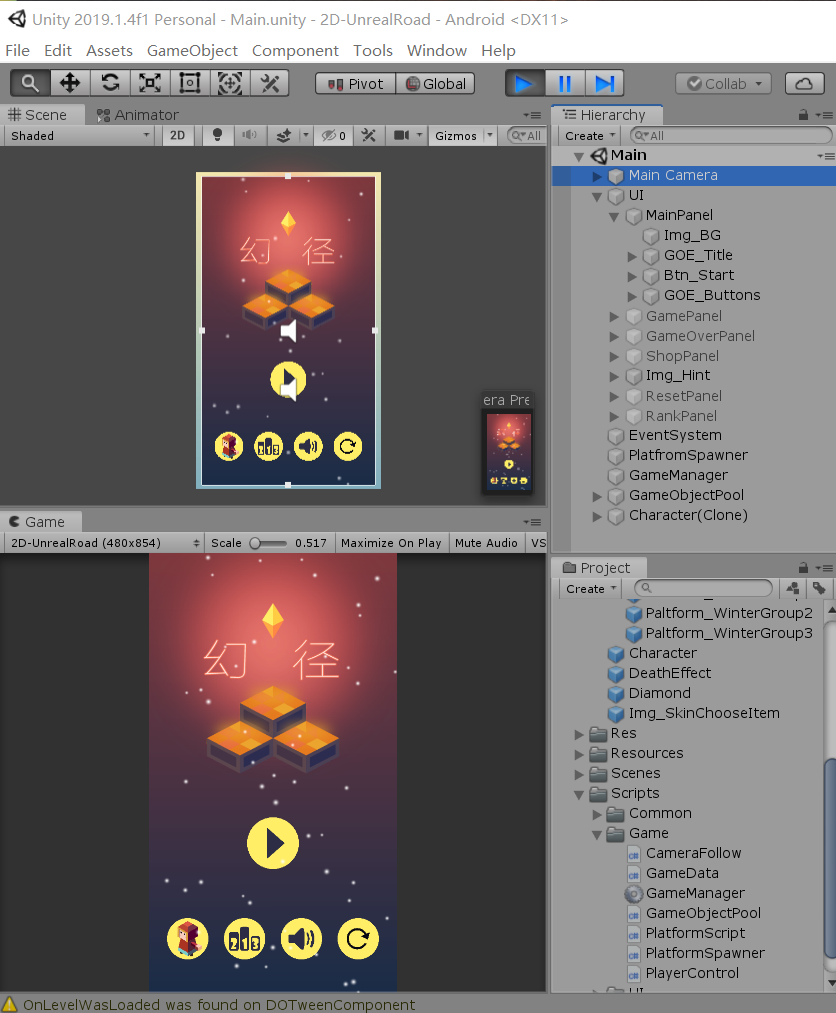 Unity 2019.1.4f1 Personal - Main.unity - 2D-UnrealRoad - Android <DX11>
File Edit Assets GameObject Component Tools Window Help
Pivot Global Collab
Scene Animator
Shaded 2D 0 Gizmos All
幻 径
213
era Pre
Game
2D-UnrealRoad (480x854) Scale 0.517 Maximize On Play Mute Audio VS
幻 径
213
OnLevelWasLoaded was found on DOTweenComponent
Hierarchy
Create All
Main
Main Camera
UI
MainPanel
Img_BG
GOE_Title
Btn_Start
GOE_Buttons
GamePanel
GameOverPanel
ShopPanel
Img_Hint
ResetPanel
RankPanel
EventSystem
PlatfromSpawner
GameManager
GameObjectPool
Character(Clone)
Project
Create
Paltform_WinterGroup2
Paltform_WinterGroup3
Character
DeathEffect
Diamond
Img_SkinChooseItem
Res
Resources
Scenes
Scripts
Common
Game
CameraFollow
GameData
GameManager
GameObjectPool
PlatformScript
PlatformSpawner
PlayerControl
UI